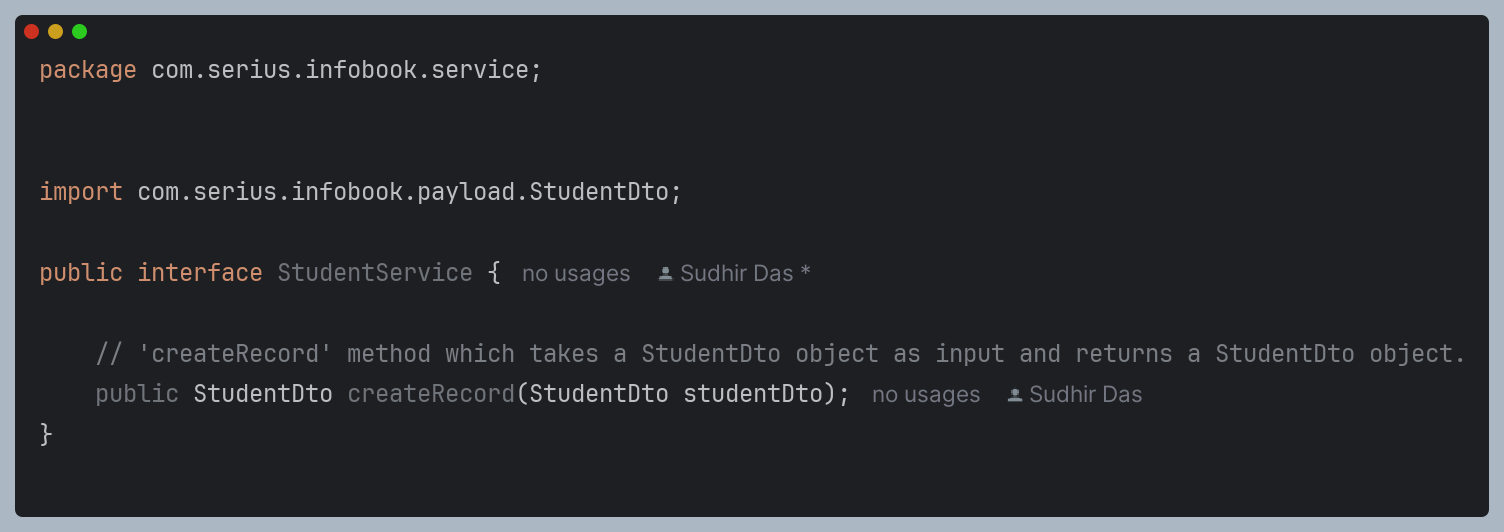 package com.serius.infobook.service;
import com.serius.infobook.payload.StudentDto;
public interface StudentService { no usages Sudhir Das *
// 'createRecord' method which takes a StudentDto object as input and returns a StudentDto object.
public StudentDto createRecord(StudentDto studentDto); no usages Sudhir Das
}